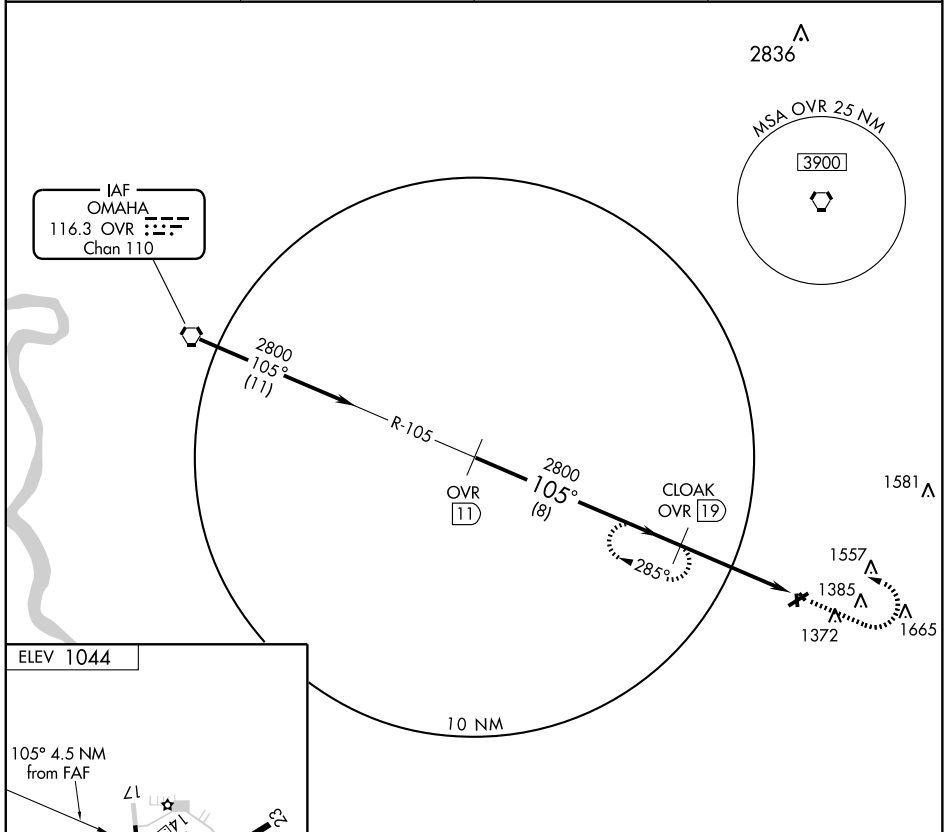 2836
MSA OVR 25 NM
3900
IAF
OMAHA
116.3 OVR
Chan 110
2800
105°
(11)
R-105
OVR
11
2800
105°
(8)
CLOAK
OVR 19
285°
1581
1557
1385
1372
1665
10 NM
ELEV 1044
105° 4.5 NM
from FAF
17
23